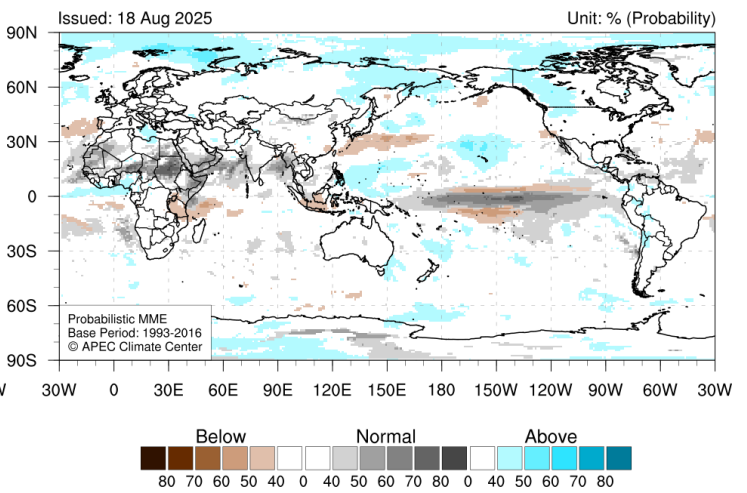 Issued: 18 Aug 2025 Unit: % (Probability)
90N
60N
30N
0
30S
60S
90S
Probabilistic MME
Base Period: 1993-2016
© APEC Climate Center
W 30W 0 30E 60E 90E 120E 150E 180 150W 120W 90W 60W 30W
Below Normal Above
80 70 60 50 40 0 40 50 60 70 80 0 40 50 60 70 80